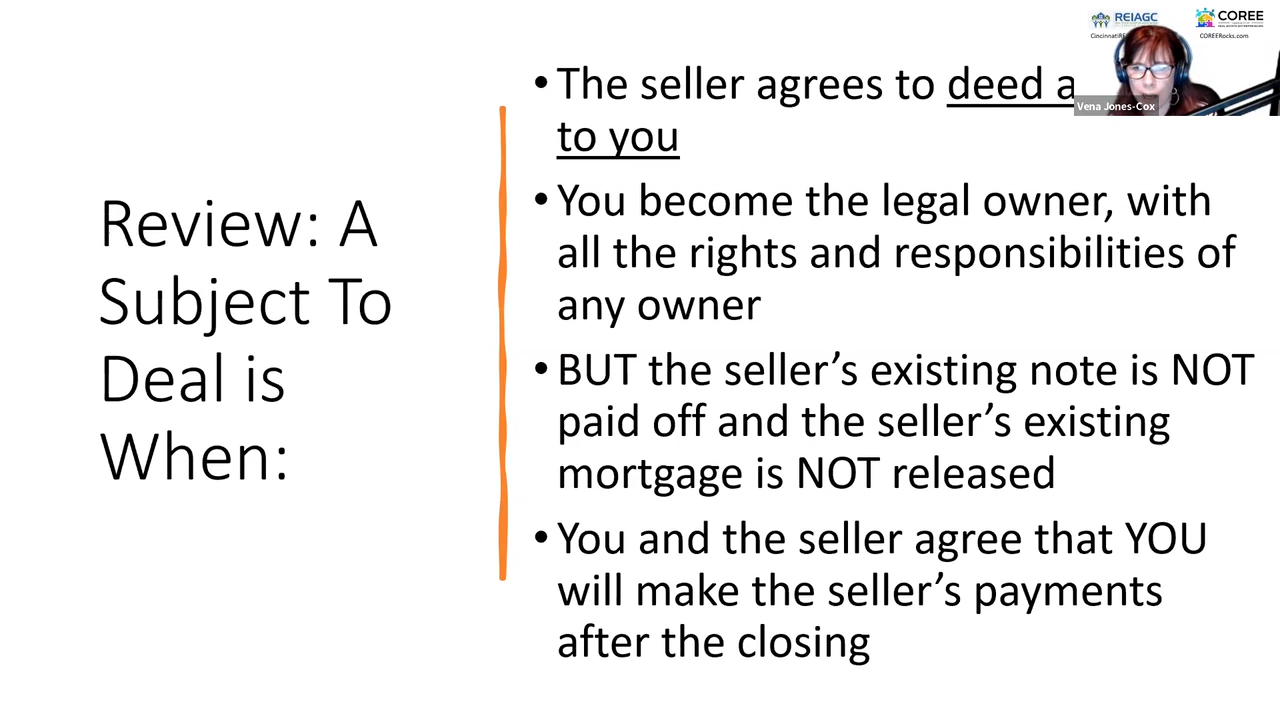 REIAGC
COREE
COREERocks.com
Vena Jones-Cox
Review: A
Subject To
Deal is
When:
• The seller agrees to deed a
to you
• You become the legal owner, with
all the rights and responsibilities of
any owner
• BUT the seller’s existing note is NOT
paid off and the seller’s existing
mortgage is NOT released
• You and the seller agree that YOU
will make the seller’s payments
after the closing